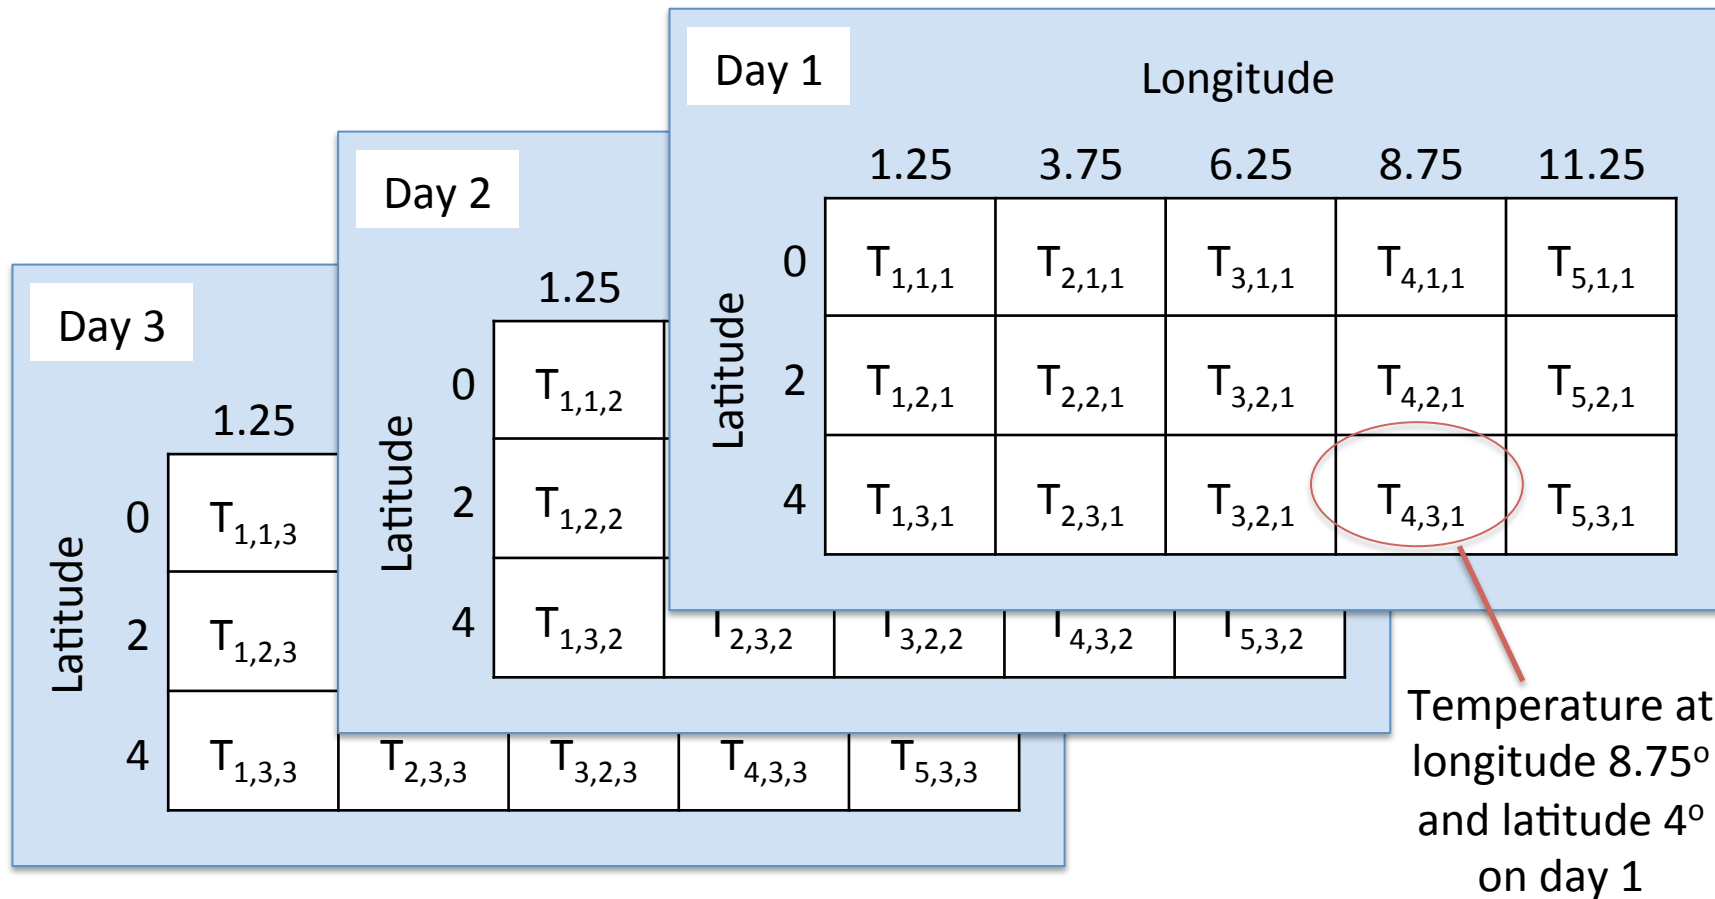 Day 1
Longitude
1.25 3.75 6.25 8.75 11.25
Latitude
0 T1,1,1 T2,1,1 T3,1,1 T4,1,1 T5,1,1
2 T1,2,1 T2,2,1 T3,2,1 T4,2,1 T5,2,1
4 T1,3,1 T2,3,1 T3,2,1 T4,3,1 T5,3,1
Day 2
1.25
Latitude
0 T1,1,2
2 T1,2,2
4 T1,3,2 T2,3,2 T3,2,2 T4,3,2 T5,3,2
Day 3
1.25
Latitude
0 T1,1,3
2 T1,2,3
4 T1,3,3 T2,3,3 T3,2,3 T4,3,3 T5,3,3
Temperature at
longitude 8.75º
and latitude 4º
on day 1